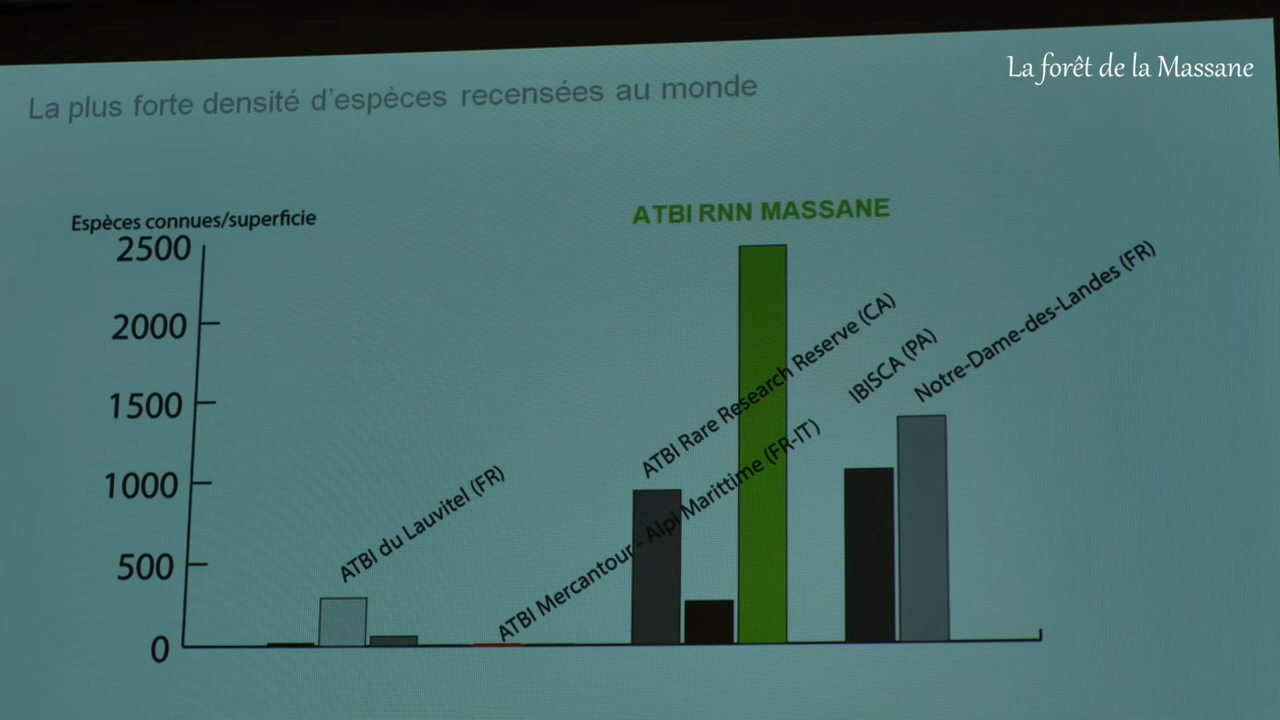 La forêt de la Massane
La plus forte densité d'espèces recensées au monde
Espèces connues/superficie
2500
2000
1500
1000
500
0
ATBI du Lauvitel (FR)
ATBI Mercantour - Alpi Marittime (FR-IT)
ATBI Rare Research Reserve (CA)
ATBI RNN MASSANE
IBISCA (PA)
Notre-Dame-des-Landes (FR)